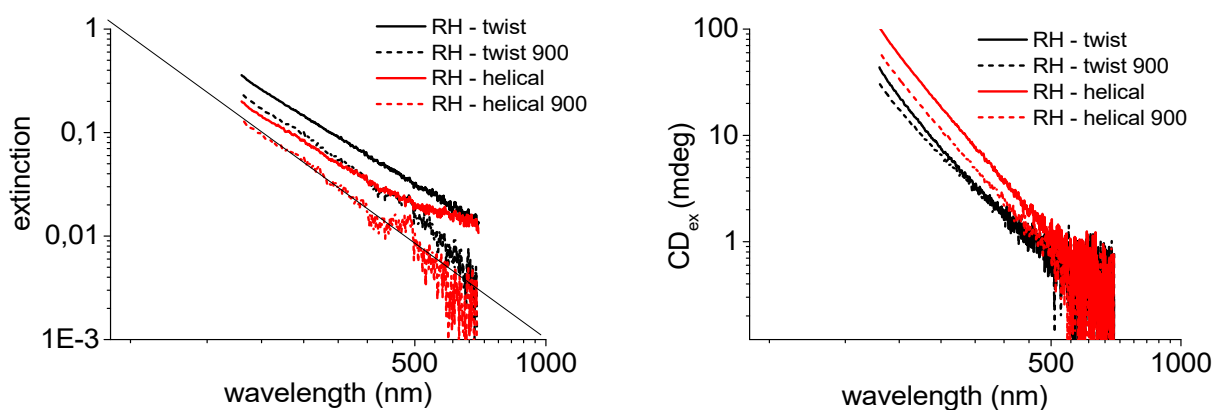 1
0,1
0,01
1E-3
extinction
500
1000
wavelength (nm)
RH - twist
RH - twist 900
RH - helical
RH - helical 900
100
10
1
CD_ex (mdeg)
500
1000
wavelength (nm)
RH - twist
RH - twist 900
RH - helical
RH - helical 900